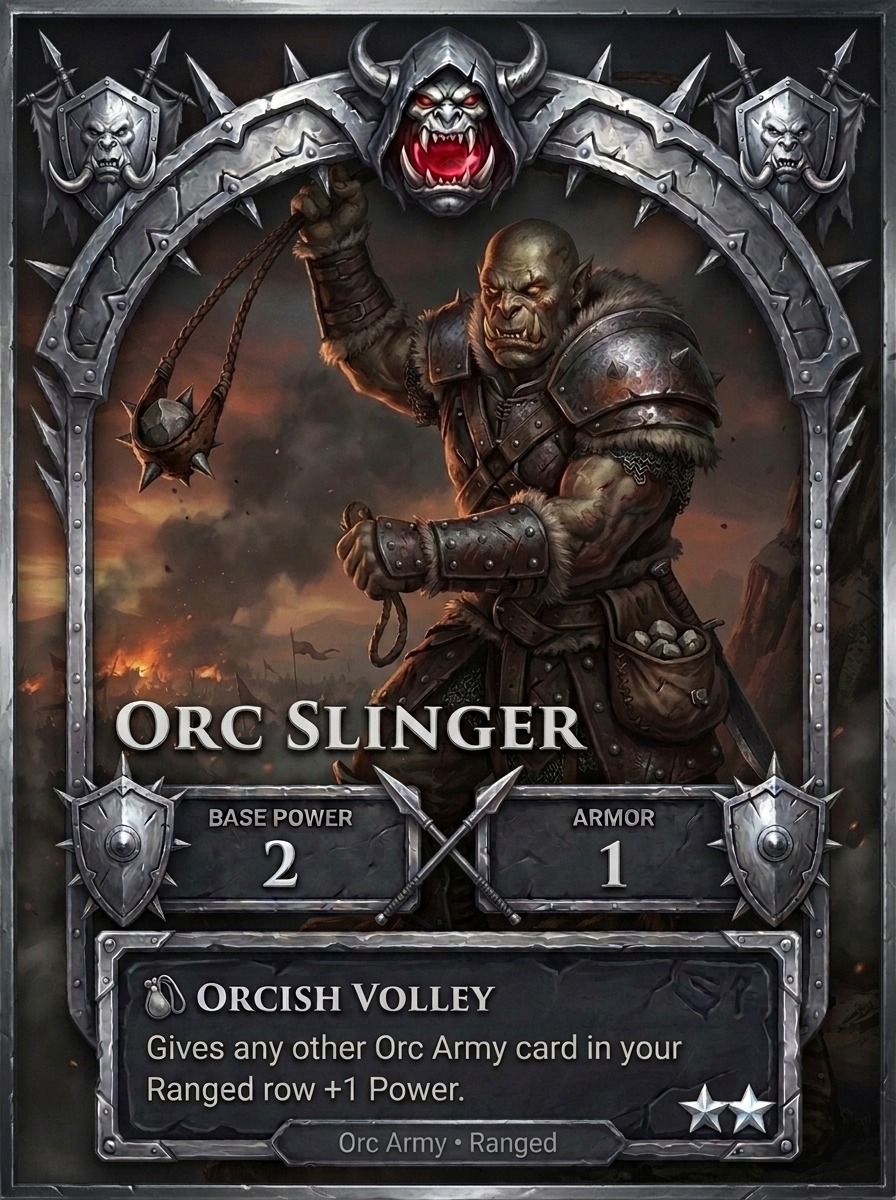 ORC SLINGER
BASE POWER
2
ARMOR
1
ORCISH VOLLEY
Gives any other Orc Army card in your
Ranged row +1 Power.
Orc Army • Ranged